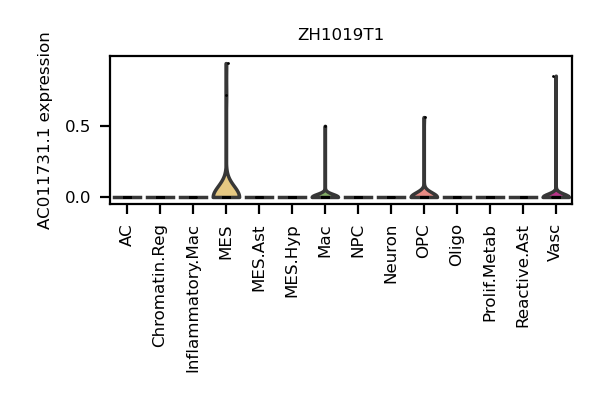 ZH1019T1
AC011731.1 expression
0.5
0.0
AC
Chromatin.Reg
Inflammatory.Mac
MES
MES.Ast
MES.Hyp
Mac
NPC
Neuron
OPC
Oligo
Prolif.Metab
Reactive.Ast
Vasc